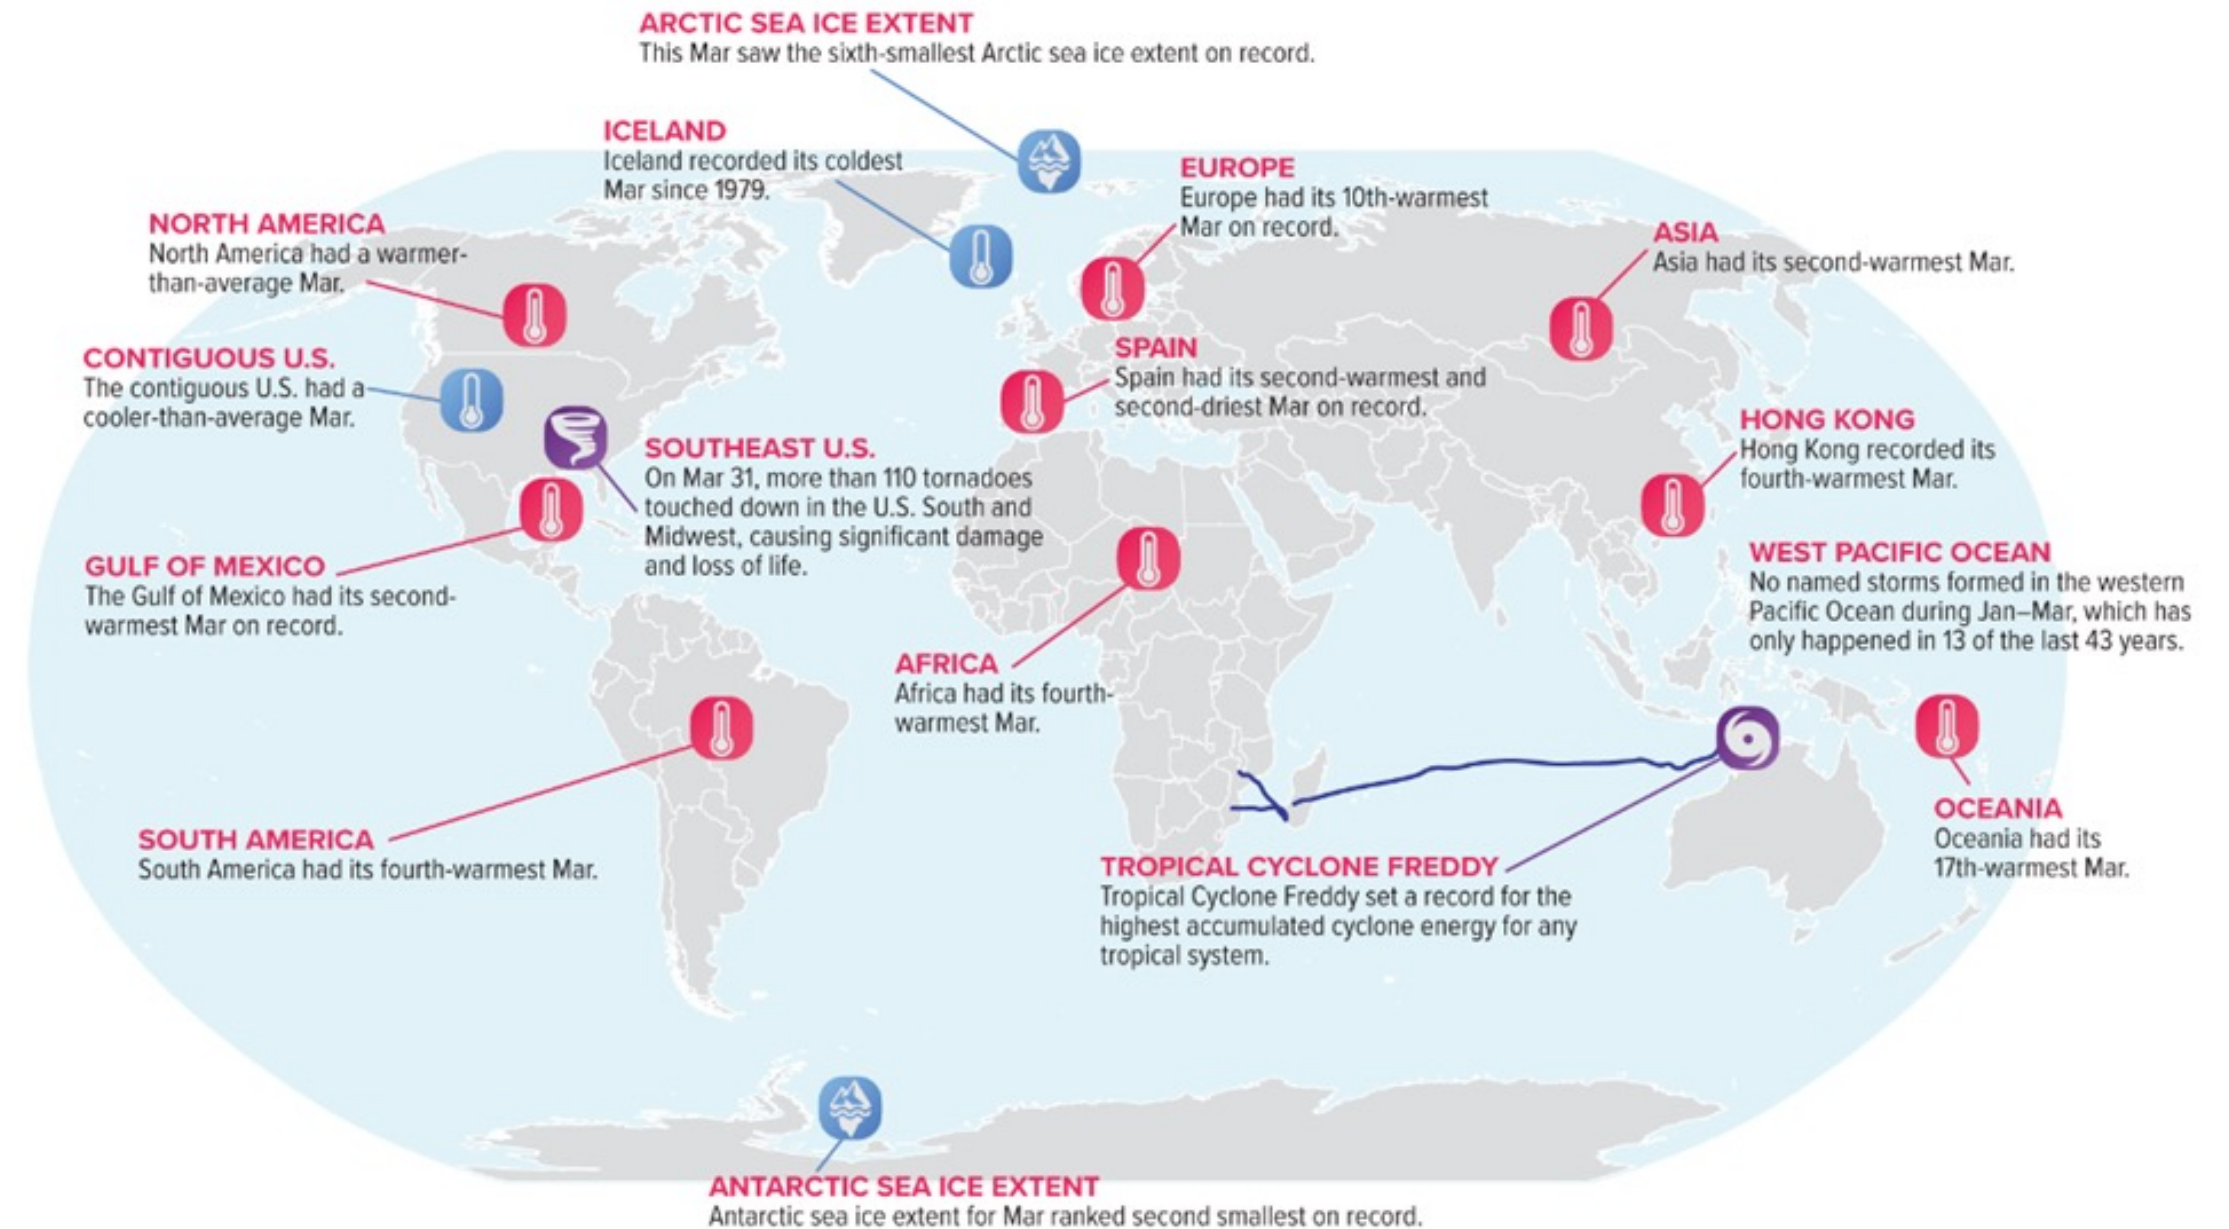 ARCTIC SEA ICE EXTENT
This Mar saw the sixth-smallest Arctic sea ice extent on record.
ICELAND
Iceland recorded its coldest
Mar since 1979.
EUROPE
Europe had its 10th-warmest
Mar on record.
NORTH AMERICA
North America had a warmer-
than-average Mar.
ASIA
Asia had its second-warmest Mar.
CONTIGUOUS U.S.
The contiguous U.S. had a
cooler-than-average Mar.
SPAIN
Spain had its second-warmest and
second-driest Mar on record.
HONG KONG
Hong Kong recorded its
fourth-warmest Mar.
SOUTHEAST U.S.
On Mar 31, more than 110 tornadoes
touched down in the U.S. South and
Midwest, causing significant damage
and loss of life.
GULF OF MEXICO
The Gulf of Mexico had its second-
warmest Mar on record.
WEST PACIFIC OCEAN
No named storms formed in the western
Pacific Ocean during Jan–Mar, which has
only happened in 13 of the last 43 years.
AFRICA
Africa had its fourth-
warmest Mar.
SOUTH AMERICA
South America had its fourth-warmest Mar.
OCEANIA
Oceania had its
17th-warmest Mar.
TROPICAL CYCLONE FREDDY
Tropical Cyclone Freddy set a record for the
highest accumulated cyclone energy for any
tropical system.
ANTARCTIC SEA ICE EXTENT
Antarctic sea ice extent for Mar ranked second smallest on record.